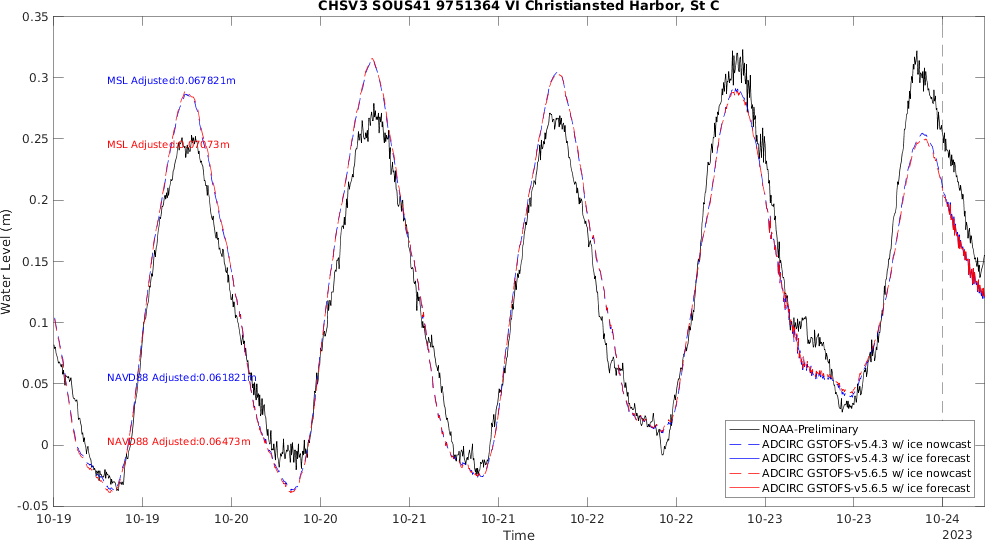 CHSV3 SOUS41 9751364 VI Christiansted Harbor, St C
0.35
0.3
0.25
0.2
0.15
0.1
0.05
0
-0.05
Water Level (m)
MSL Adjusted:0.067821m
MSL Adjusted:0.07073m
NAVD88 Adjusted:0.061821m
NAVD88 Adjusted:0.06473m
NOAA-Preliminary
ADCIRC GSTOFS-v5.4.3 w/ ice nowcast
ADCIRC GSTOFS-v5.4.3 w/ ice forecast
ADCIRC GSTOFS-v5.6.5 w/ ice nowcast
ADCIRC GSTOFS-v5.6.5 w/ ice forecast
10-19 10-19 10-20 10-20 10-21 10-21 10-22 10-22 10-23 10-23 10-24
2023
Time